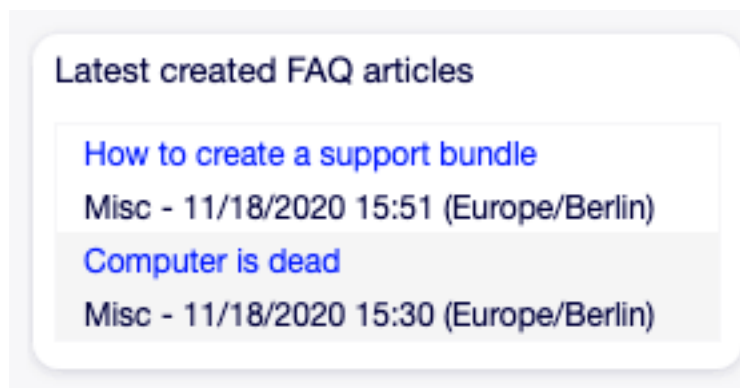 Latest created FAQ articles
How to create a support bundle
Misc - 11/18/2020 15:51 (Europe/Berlin)
Computer is dead
Misc - 11/18/2020 15:30 (Europe/Berlin)